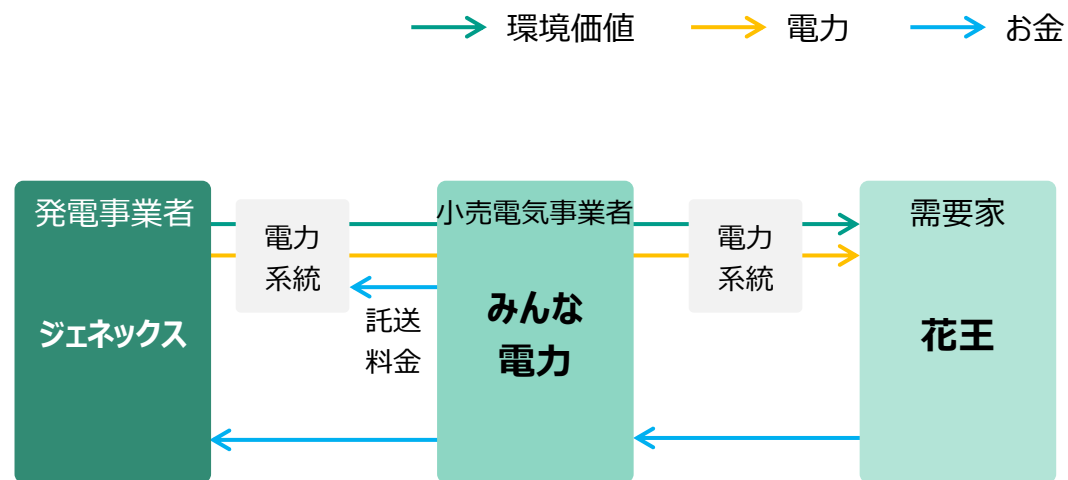 環境価値
電力
お金
発電事業者
ジェネックス
電力
系統
託送
料金
小売電気事業者
みんな
電力
電力
系統
需要家
花王